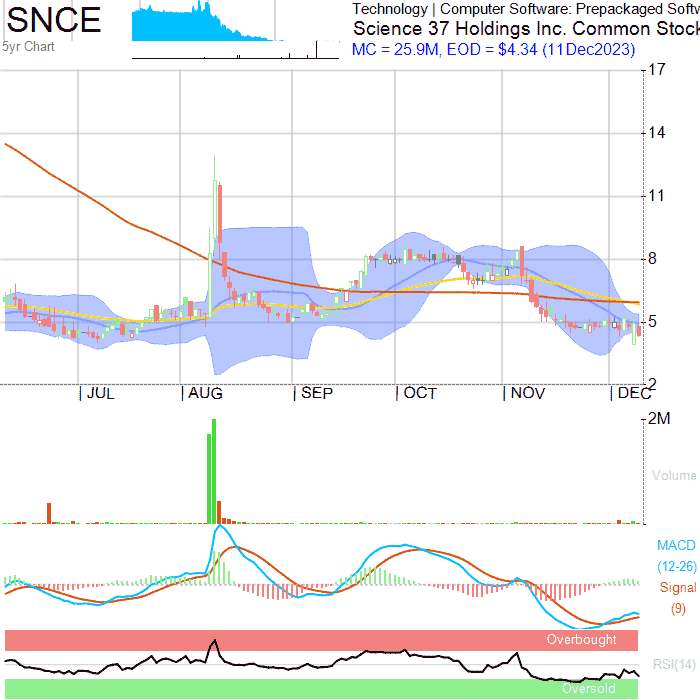 SNCE
5yr Chart
Technology | Computer Software: Prepackaged Softw
Science 37 Holdings Inc. Common Stock
MC = 25.9M, EOD = $4.34 (11Dec2023)
17
14
11
8
5
2
JUL
AUG
SEP
OCT
NOV
DEC
2M
Volume
MACD
(12-26)
Signal
(9)
Overbought
RSI(14)
Oversold